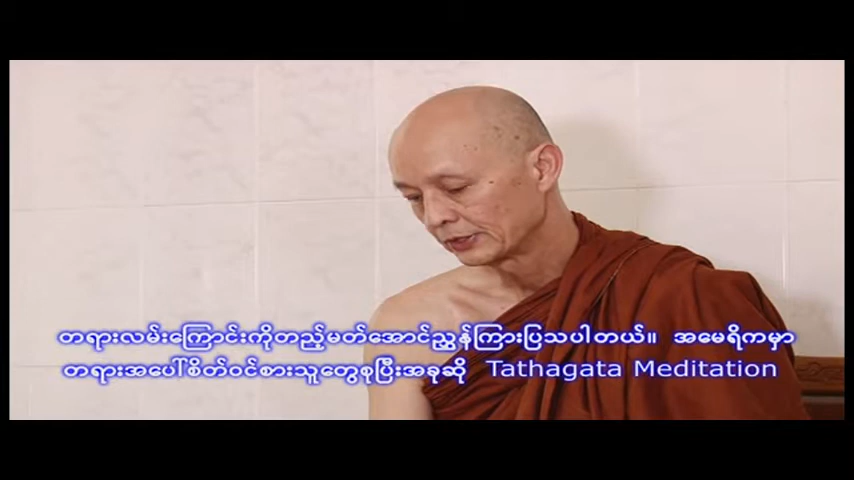 တရားလမ်းကြောင်းကိုတည့်မတ်အောင်ညွှန်ကြားပြသပါတယ်။ အမေရိကမှာ
တရားအပေါ်စိတ်ဝင်စားသူတွေစုပြီးအခုဆို Tathagata Meditation